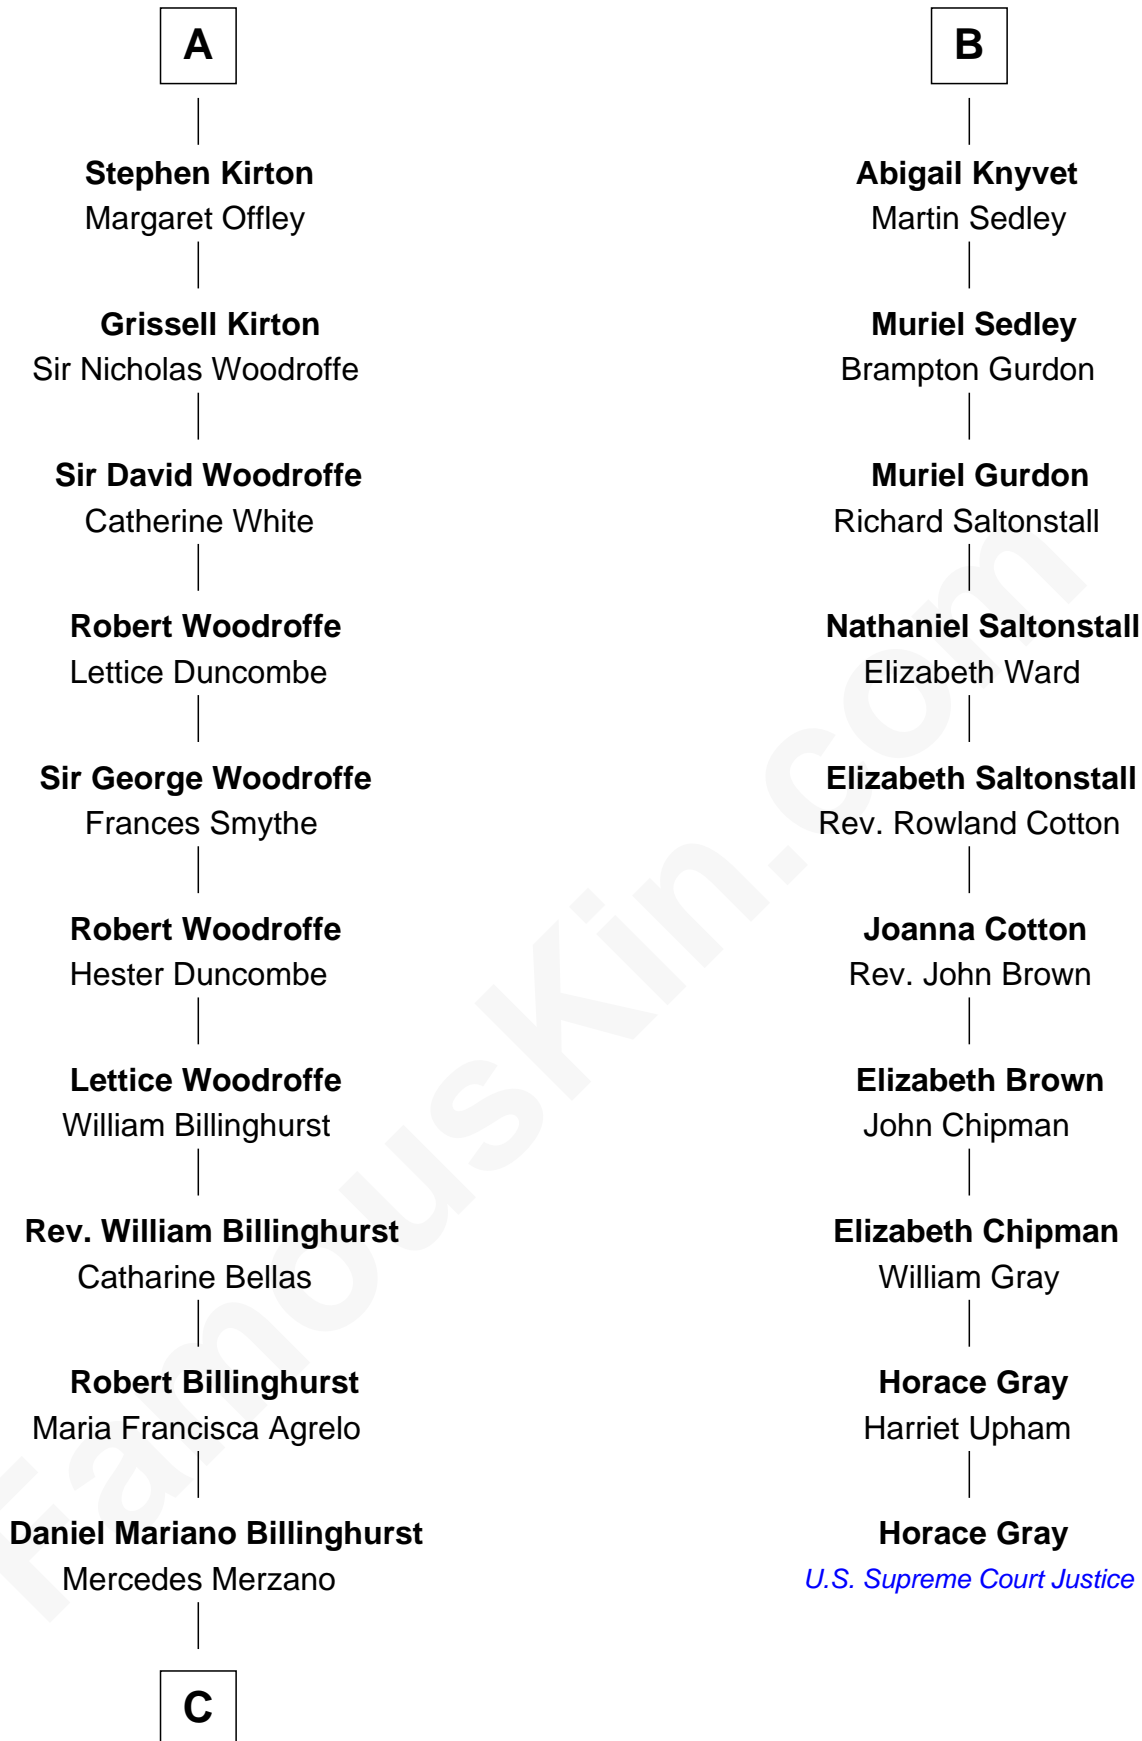 A
Stephen Kirton
Margaret Offley
Grissell Kirton
Sir Nicholas Woodroffe
Sir David Woodroffe
Catherine White
Robert Woodroffe
Lettice Duncombe
Sir George Woodroffe
Frances Smythe
Robert Woodroffe
Hester Duncombe
Lettice Woodroffe
William Billinghurst
Rev. William Billinghurst
Catharine Bellas
Robert Billinghurst
Maria Francisca Agrelo
Daniel Mariano Billinghurst
Mercedes Merzano
C
B
Abigail Knyvet
Martin Sedley
Muriel Sedley
Brampton Gurdon
Muriel Gurdon
Richard Saltonstall
Nathaniel Saltonstall
Elizabeth Ward
Elizabeth Saltonstall
Rev. Rowland Cotton
Joanna Cotton
Rev. John Brown
Elizabeth Brown
John Chipman
Elizabeth Chipman
William Gray
Horace Gray
Harriet Upham
Horace Gray
U.S. Supreme Court Justice
FamousKin.com